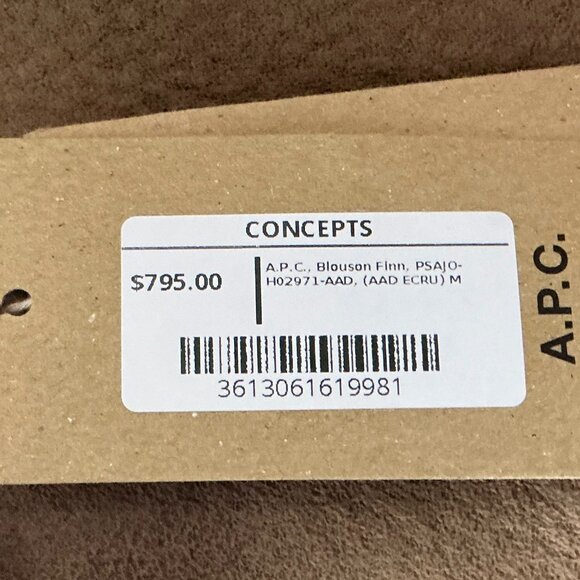 CONCEPTS
$795.00
A.P.C., Blouson Finn, PSAJO-
H02971-AAD, (AAD ECRU) M
3613061619981
A.P.C.